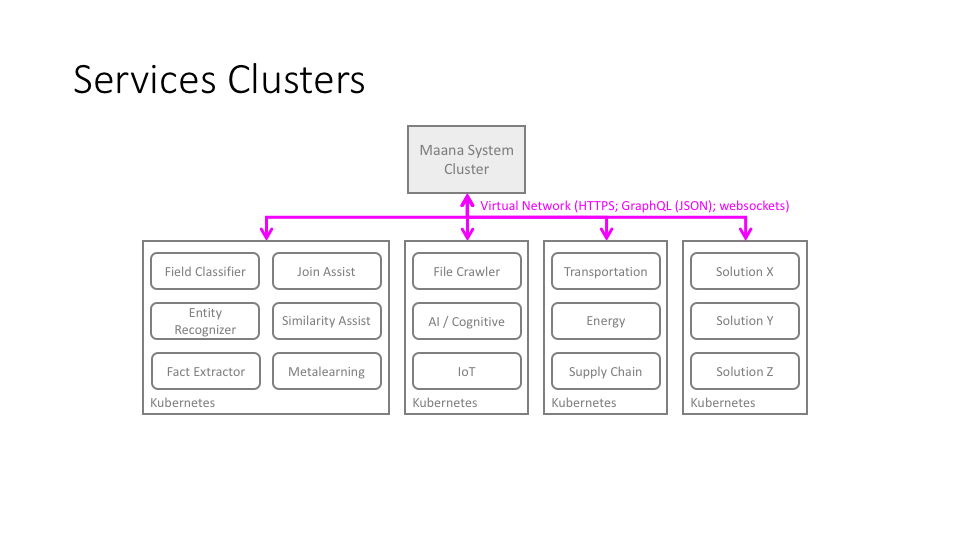 Services Clusters
Maana System
Cluster
Virtual Network (HTTPS; GraphQL (JSON); websockets)
Field Classifier
Join Assist
Entity
Recognizer
Similarity Assist
Fact Extractor
Metalearning
Kubernetes
File Crawler
AI / Cognitive
IoT
Kubernetes
Transportation
Energy
Supply Chain
Kubernetes
Solution X
Solution Y
Solution Z
Kubernetes